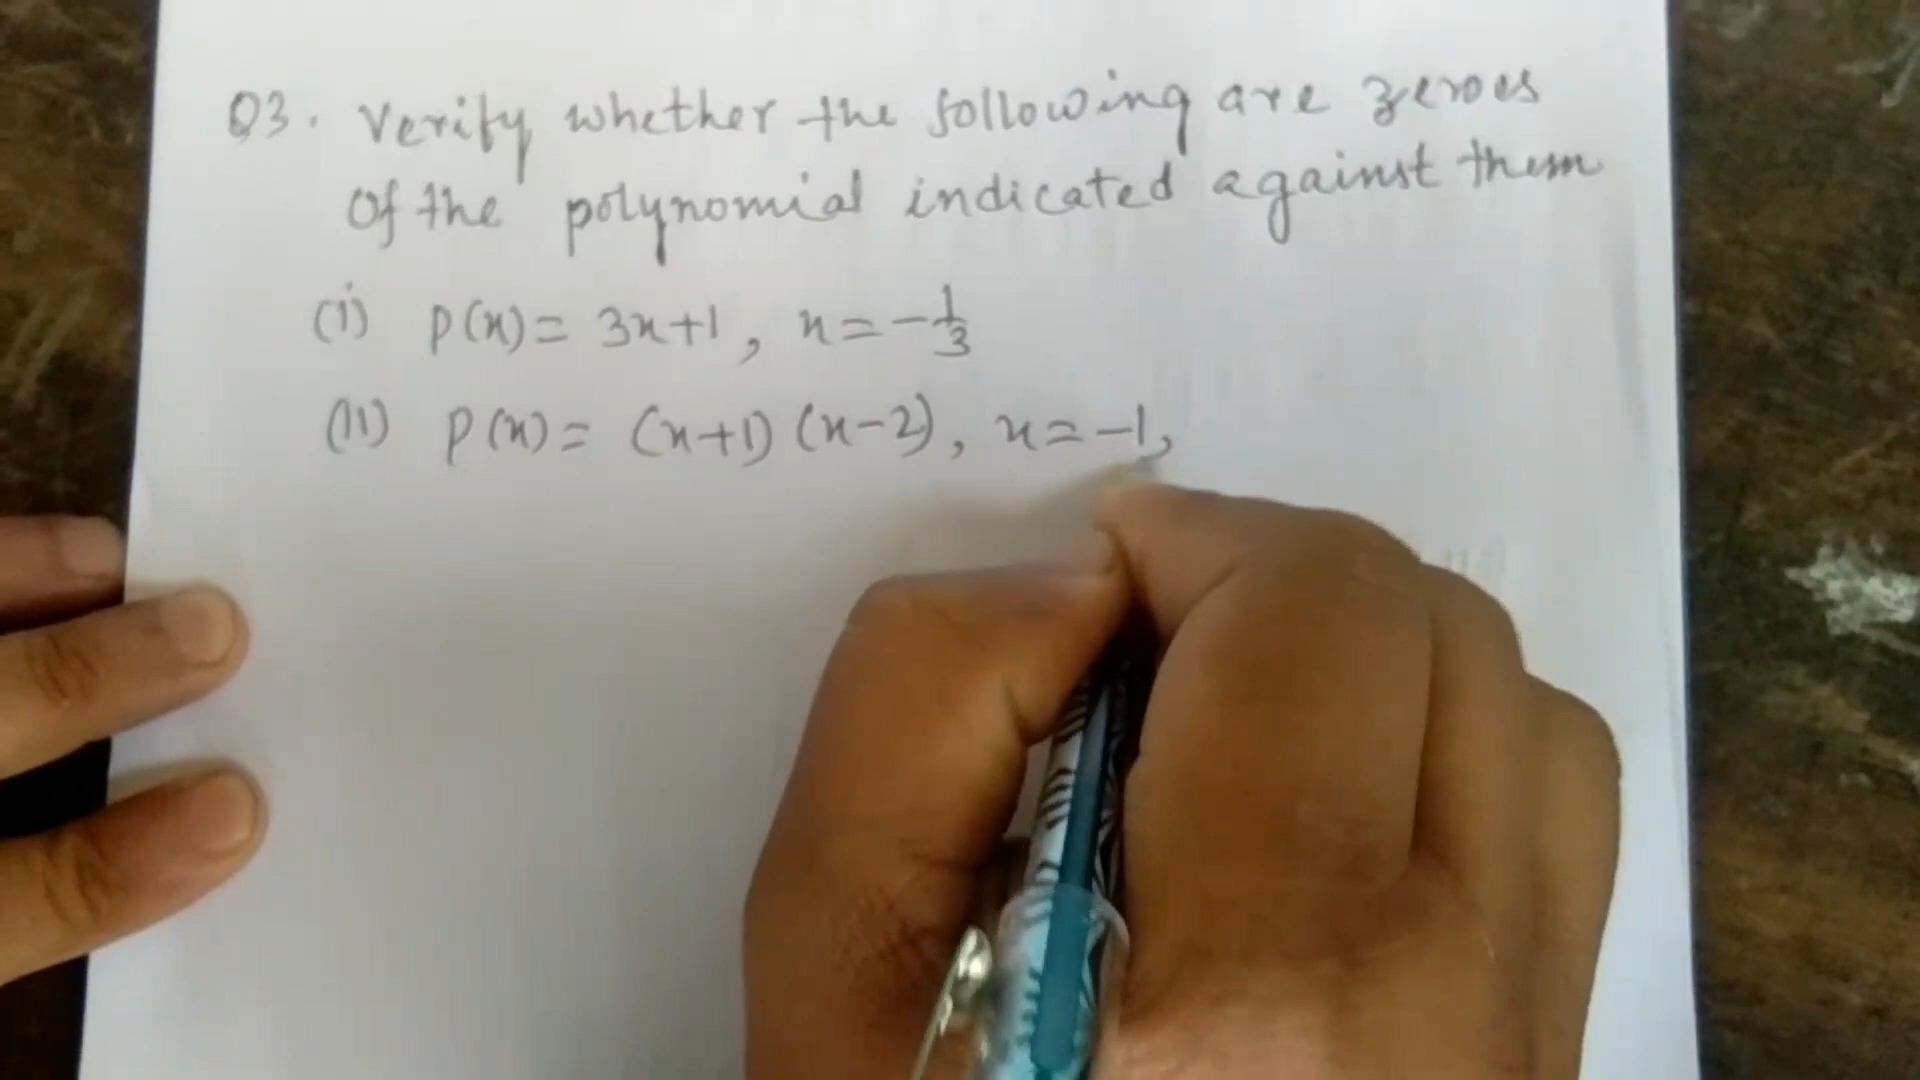 Q3. Verify whether the following are zeroes
of the polynomial indicated against them
(i) p(x) = 3x+1, x = -1/3
(ii) p(x) = (x+1) (x-2), x = -1,